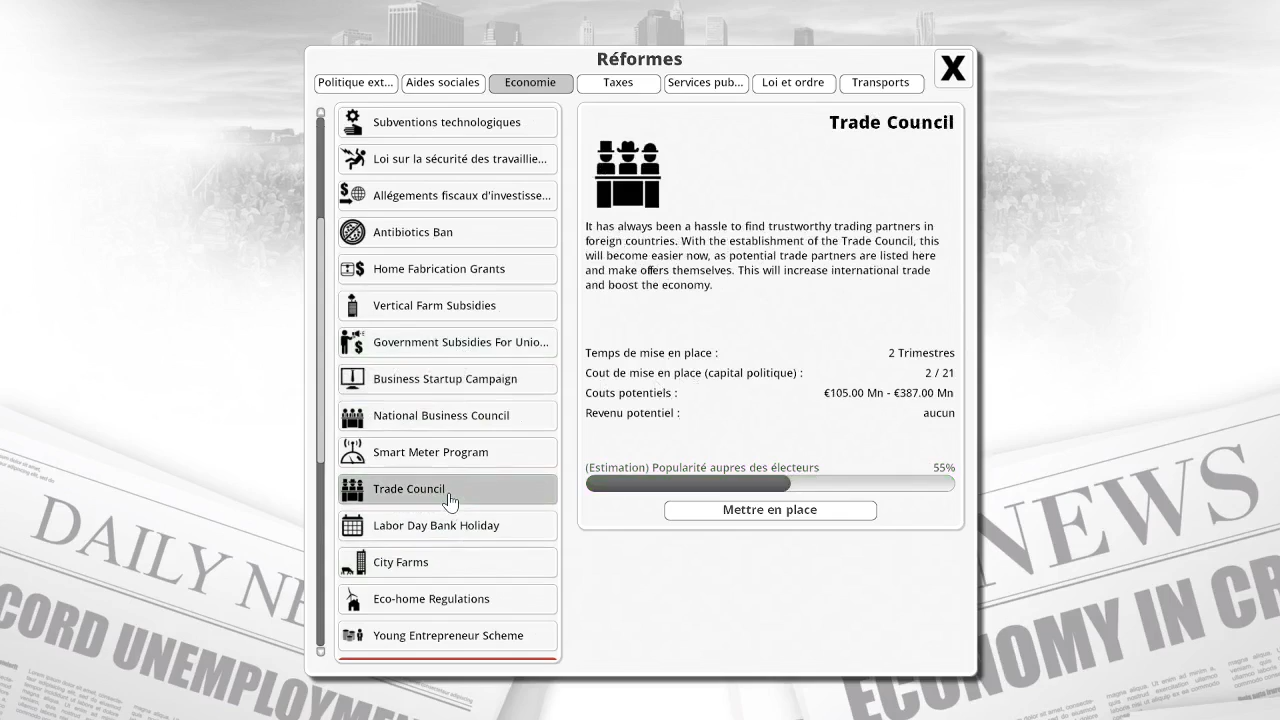 Réformes
X
Politique ext...
Aides sociales
Economie
Taxes
Services pub...
Loi et ordre
Transports
Subventions technologiques
Loi sur la sécurité des travaillie...
Allégements fiscaux d'investisse...
Antibiotics Ban
Home Fabrication Grants
Vertical Farm Subsidies
Government Subsidies For Unio...
Business Startup Campaign
National Business Council
Smart Meter Program
Trade Council
Labor Day Bank Holiday
City Farms
Eco-home Regulations
Young Entrepreneur Scheme
Trade Council
It has always been a hassle to find trustworthy trading partners in
foreign countries. With the establishment of the Trade Council, this
will become easier now, as potential trade partners are listed here
and make offers themselves. This will increase international trade
and boost the economy.
Temps de mise en place : 2 Trimestres
Cout de mise en place (capital politique) : 2 / 21
Couts potentiels : €105.00 Mn - €387.00 Mn
Revenu potentiel : aucun
(Estimation) Popularité aupres des électeurs 55%
Mettre en place
DAILY NE
CORD UNEMPLOYM
NEWS
ECONOMY IN CR